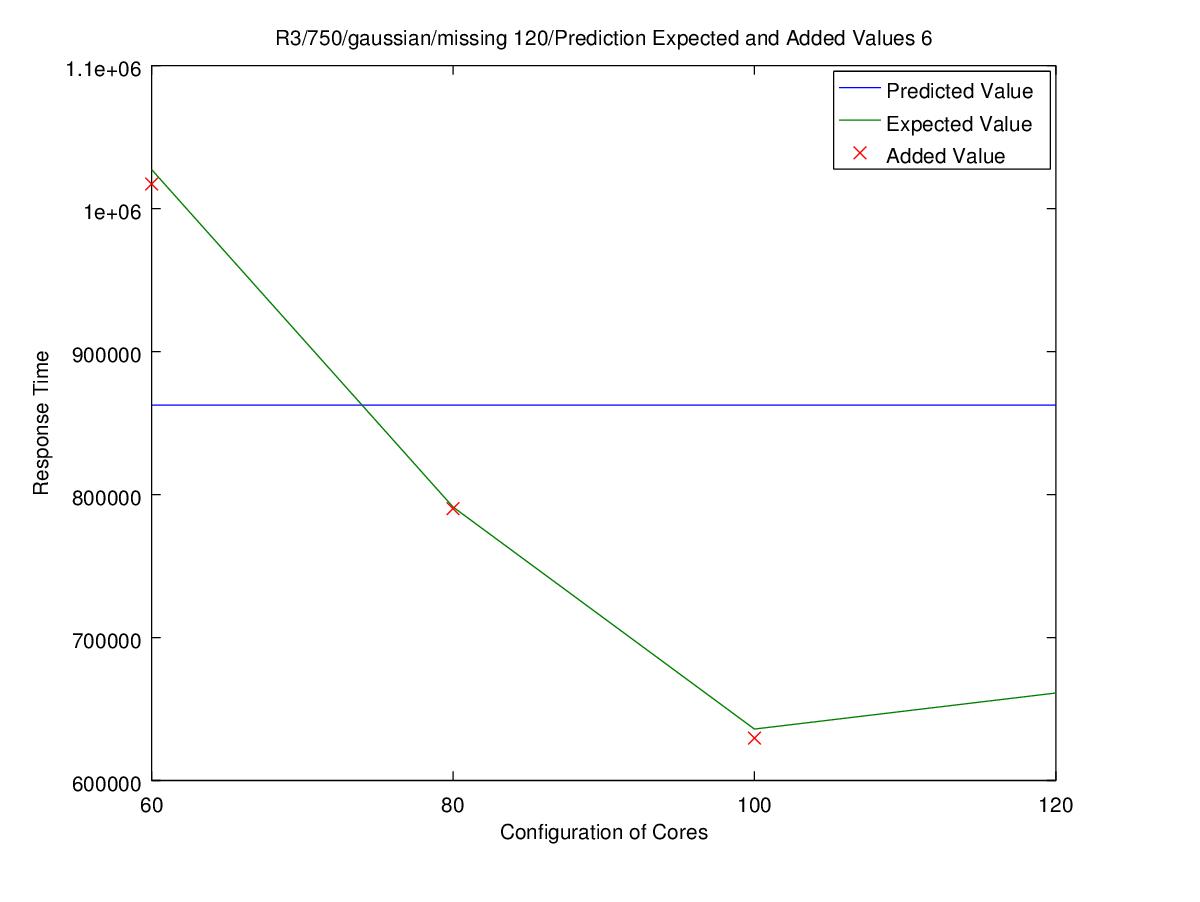 R3/750/gaussian/missing 120/Prediction Expected and Added Values 6
1.1e+06
Predicted Value
Expected Value
Added Value
1e+06
900000
800000
700000
600000
Response Time
60
80
100
120
Configuration of Cores